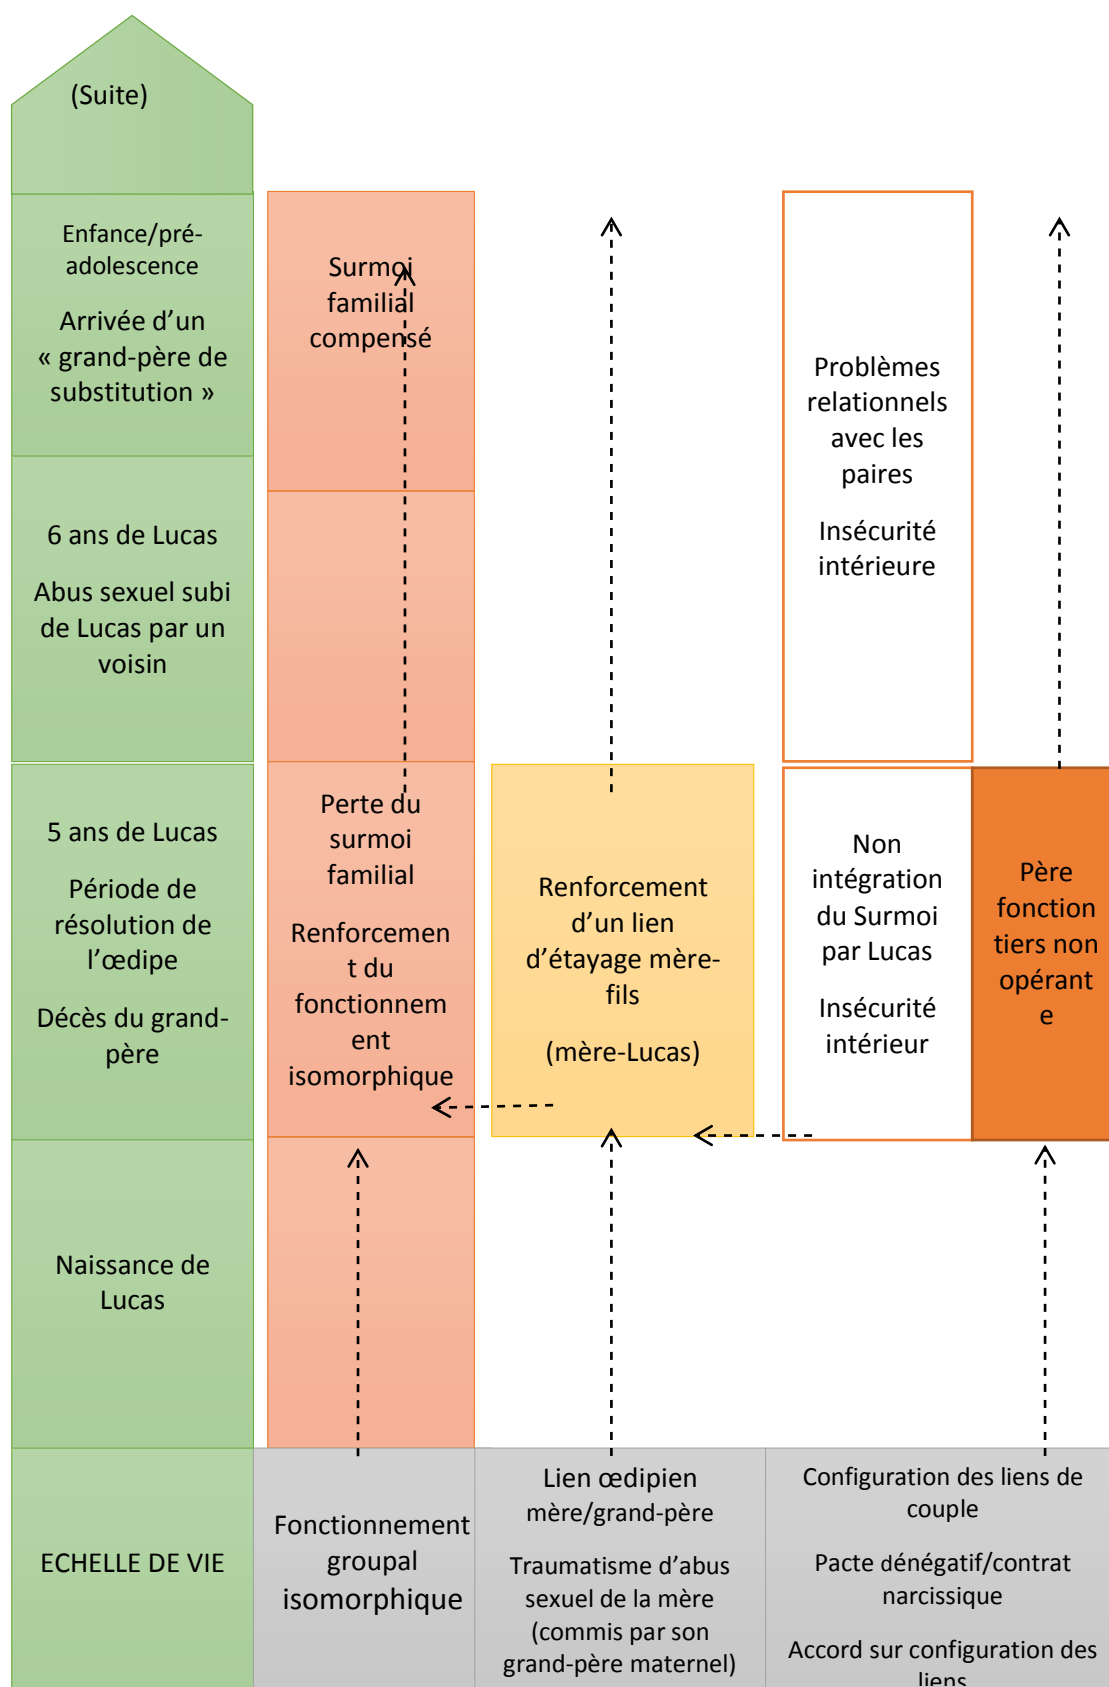 (Suite)
Enfance/pré-
adolescence
Arrivée d’un
« grand-père de
substitution »
Surmoi
familial
compensé
Problèmes
relationnels
avec les
paires
Insécurité
intérieure
6 ans de Lucas
Abus sexuel subi
de Lucas par un
voisin
5 ans de Lucas
Période de
résolution de
l’œdipe
Décès du grand-
père
Perte du
surmoi
familial
Renforcemen
t du
fonctionnem
ent
isomorphique
Renforcement
d’un lien
d’étayage mère-
fils
(mère-Lucas)
Non
intégration
du Surmoi
par Lucas
Insécurité
intérieur
Père
fonction
tiers non
opérant
e
Naissance de
Lucas
ECHELLE DE VIE
Fonctionnement
groupal
isomorphique
Lien œdipien
mère/grand-père
Traumatisme d’abus
sexuel de la mère
(commis par son
grand-père maternel)
Configuration des liens de
couple
Pacte dénégatif/contrat
narcissique
Accord sur configuration des
liens